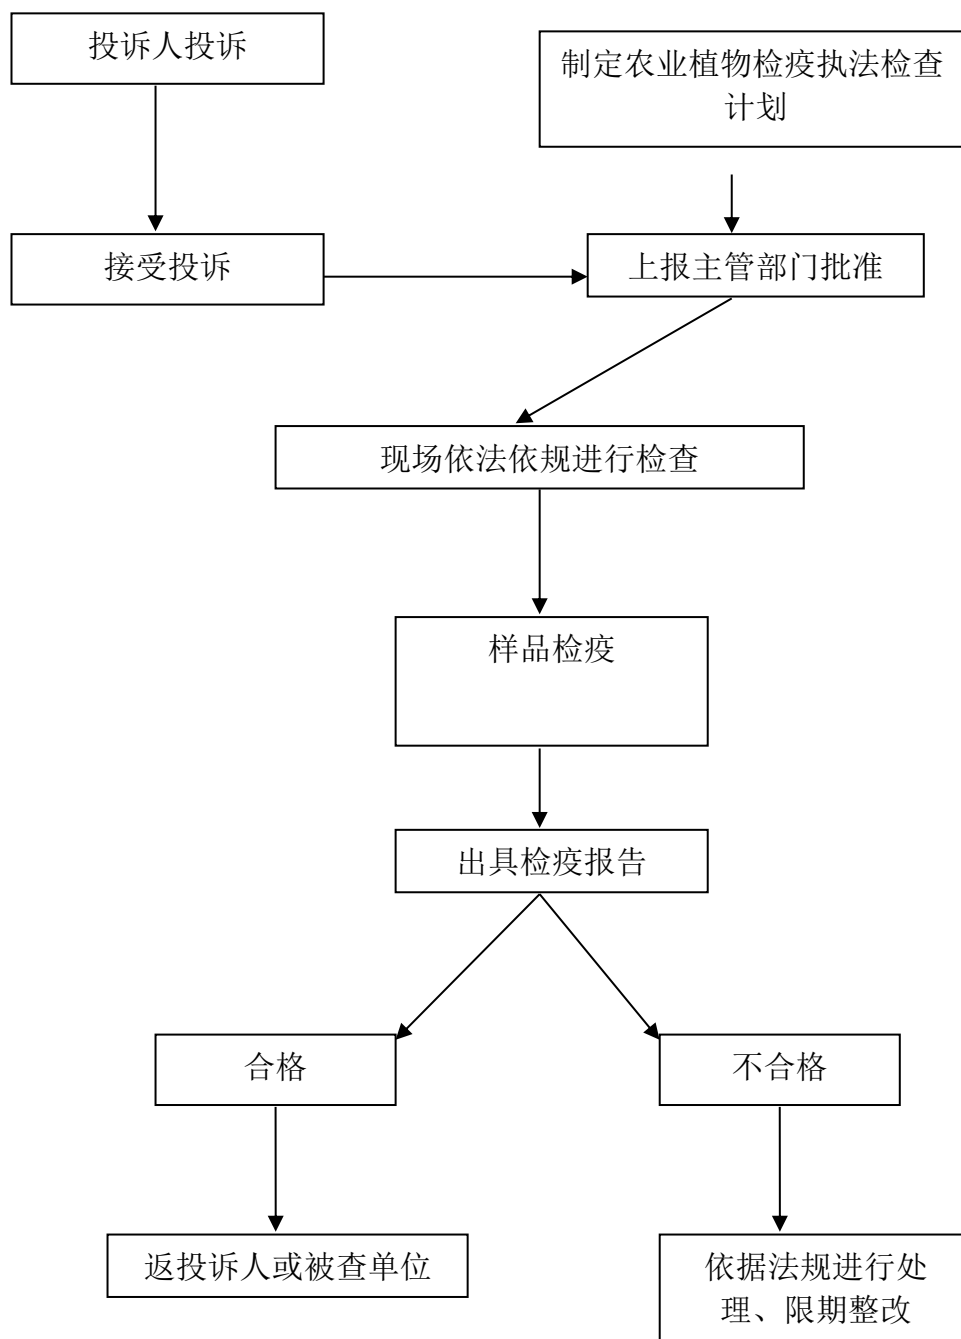 投诉人投诉
制定农业植物检疫执法检查
计划
接受投诉
上报主管部门批准
现场依法依规进行检查
样品检疫
出具检疫报告
合格
不合格
返投诉人或被查单位
依据法规进行处
理、限期整改